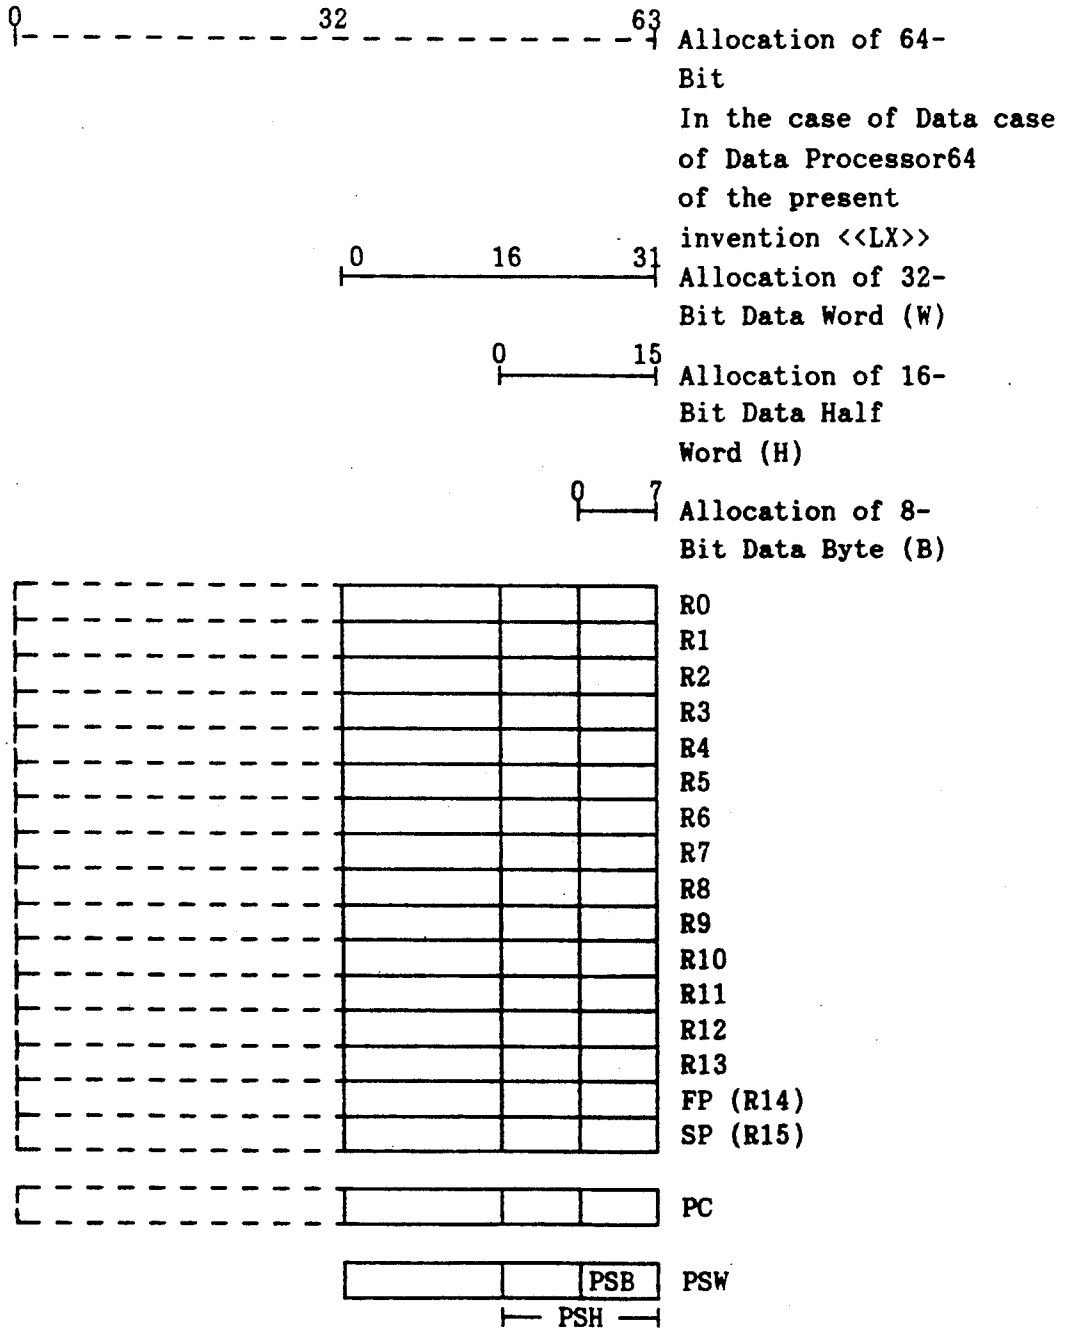 0 32 63
Allocation of 64-
Bit
In the case of Data case
of Data Processor64
of the present
invention <<LX>>
0 16 31
Allocation of 32-
Bit Data Word (W)
0 15
Allocation of 16-
Bit Data Half
Word (H)
0 7
Allocation of 8-
Bit Data Byte (B)
R0
R1
R2
R3
R4
R5
R6
R7
R8
R9
R10
R11
R12
R13
FP (R14)
SP (R15)
PC
PSB PSW
PSH